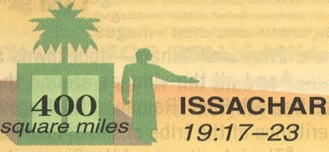 400
square miles
ISSACHAR
19:17–23